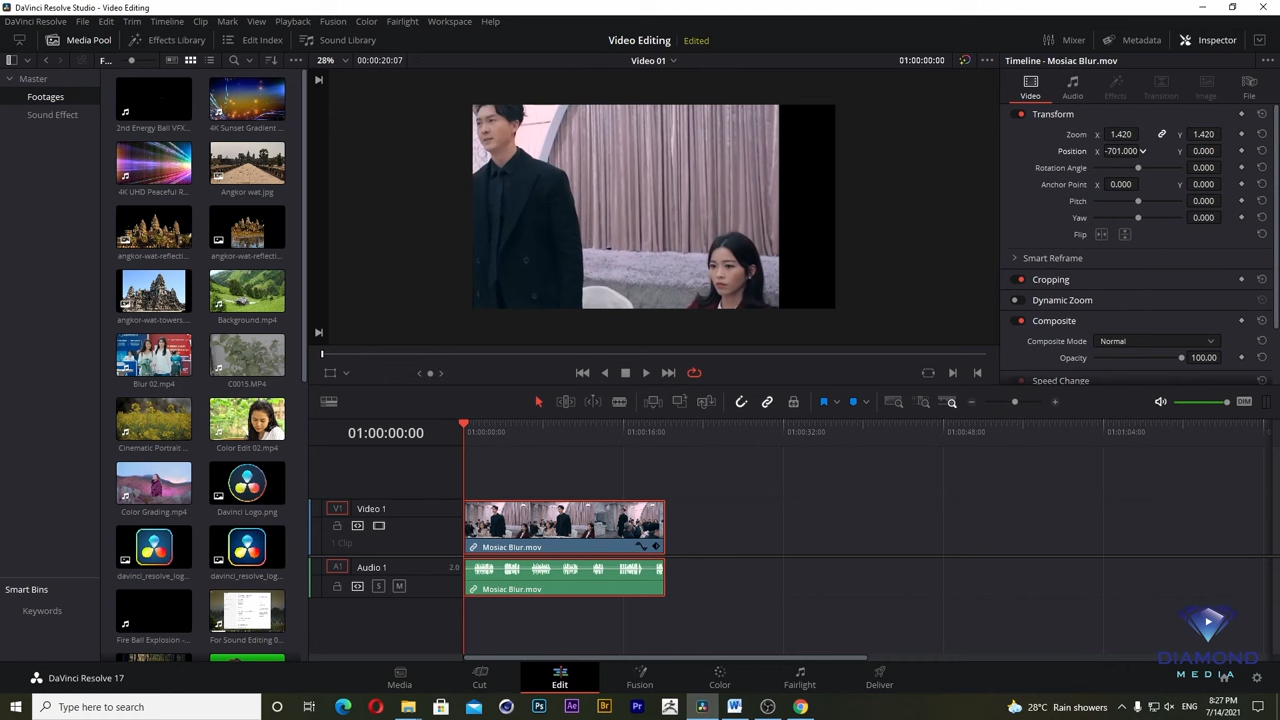 DaVinci Resolve Studio - Video Editing
DaVinci Resolve File Edit Trim Timeline Clip Mark View Playback Fusion Color Fairlight Workspace Help
Media Pool Effects Library Edit Index Sound Library Video Editing Edited Mixer Metadata Inspector
F... 28% 00:00:20:07 Video 01 01:00:00:00 Timeline - Mosiac Blur.mov
Master
Footages
Sound Effect
2nd Energy Ball VFX... 4K Sunset Gradient ...
4K UHD Peaceful R... Angkor wat.jpg
angkor-wat-reflecti... angkor-wat-reflecti...
angkor-wat-towers... Background.mp4
Blur 02.mp4 C0015.MP4
Cinematic Portrait ... Color Edit 02.mp4
Color Grading.mp4 Davinci Logo.png
davinci_resolve_log... davinci_resolve_log...
Fire Ball Explosion -... For Sound Editing 0...
Smart Bins
Keywords
Video Audio Effects Transition Image File
Transform
Zoom X 1.420 Y 1.420
Position X -701.000 Y 0.000
Rotation Angle 0.000
Anchor Point X 0.000 Y 0.000
Pitch 0.000
Yaw 0.000
Flip
Smart Reframe
Cropping
Dynamic Zoom
Composite
Composite Mode Normal
Opacity 100.00
Speed Change
DIM
01:00:00:00 01:00:00:00 01:00:16:00 01:00:32:00 01:00:48:00 01:01:04:00
V1 Video 1
1 Clip
Mosiac Blur.mov
A1 Audio 1 2.0
S M
Mosiac Blur.mov
DIAMOND
MEDIA
DaVinci Resolve 17 Media Cut Edit Fusion Color Fairlight Deliver
Type here to search Ps Ae Br Pr W 28°C Rain showers 8:27 PM
7/14/2021